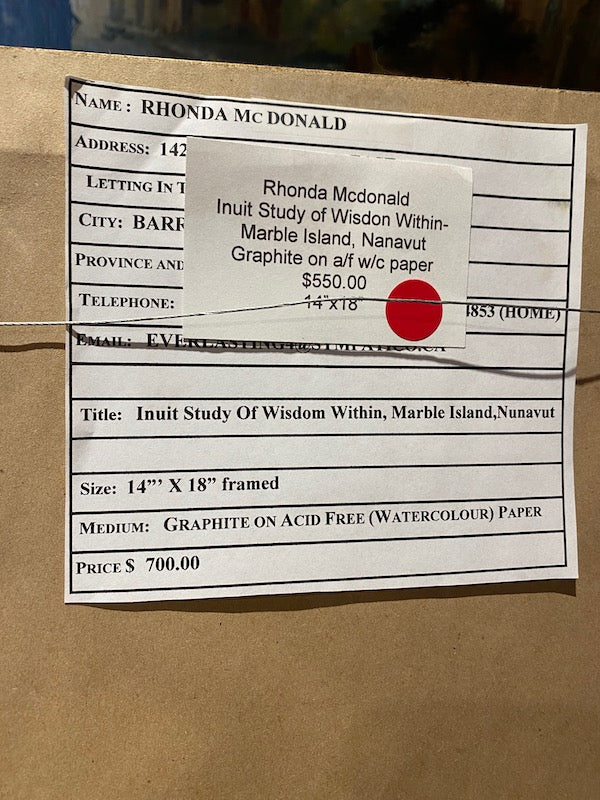 NAME: RHONDA MC DONALD
ADDRESS: 142
LETTING IN T
CITY: BARR
PROVINCE AND
TELEPHONE: 4853 (HOME)
EMAIL:
Title: Inuit Study Of Wisdom Within, Marble Island,Nunavut
Size: 14”’ X 18” framed
MEDIUM: GRAPHITE ON ACID FREE (WATERCOLOUR) PAPER
PRICE $ 700.00
Rhonda Mcdonald
Inuit Study of Wisdon Within-
Marble Island, Nanavut
Graphite on a/f w/c paper
$550.00
14"x18"